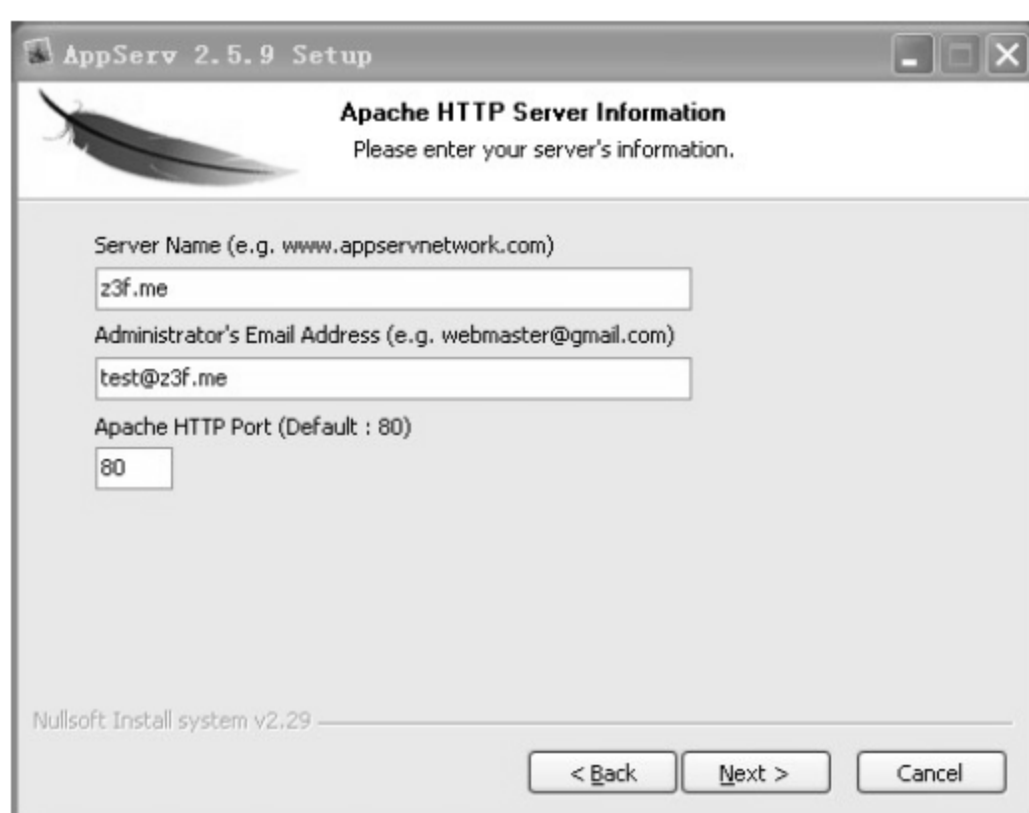 AppServ 2.5.9 Setup
Apache HTTP Server Information
Please enter your server's information.
Server Name (e.g. www.appservnetwork.com)
z3f.me
Administrator's Email Address (e.g. webmaster@gmail.com)
test@z3f.me
Apache HTTP Port (Default : 80)
80
Nullsoft Install system v2.29
< Back Next > Cancel